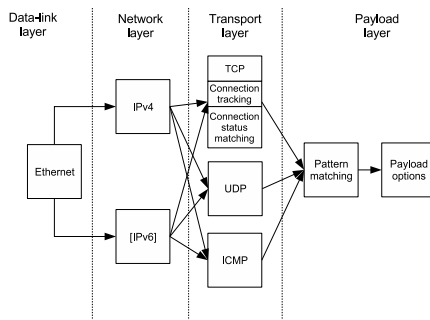 Data-link
layer
Network
layer
Transport
layer
Payload
layer
TCP
Connection
tracking
Connection
status
matching
IPv4
Ethernet
UDP
Pattern
matching
Payload
options
[IPv6]
ICMP